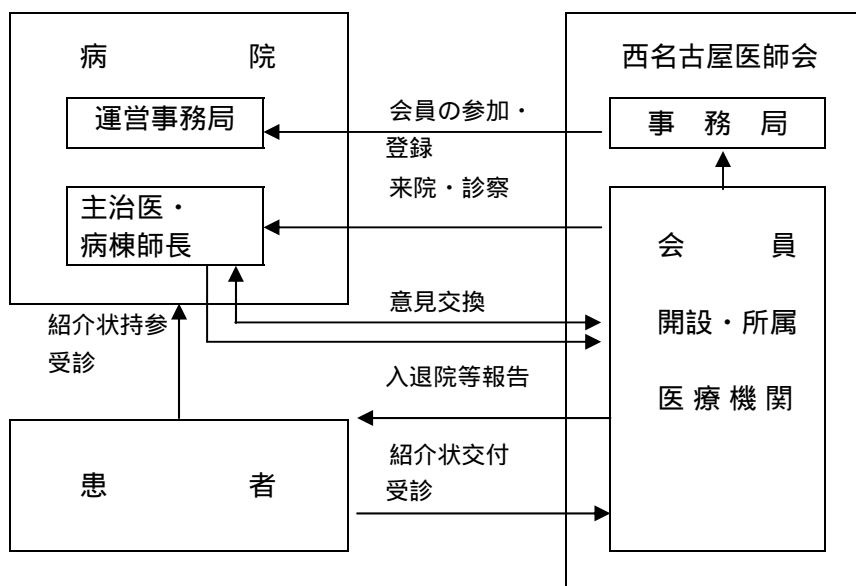 病　　　院
運営事務局
主治医・
病棟師長
会員の参加・
登録
来院・診察
意見交換
入退院等報告
紹介状交付
受診
紹介状持参
受診
患　　　者
西名古屋医師会
事　務　局
会　　員
開設・所属
医 療 機 関